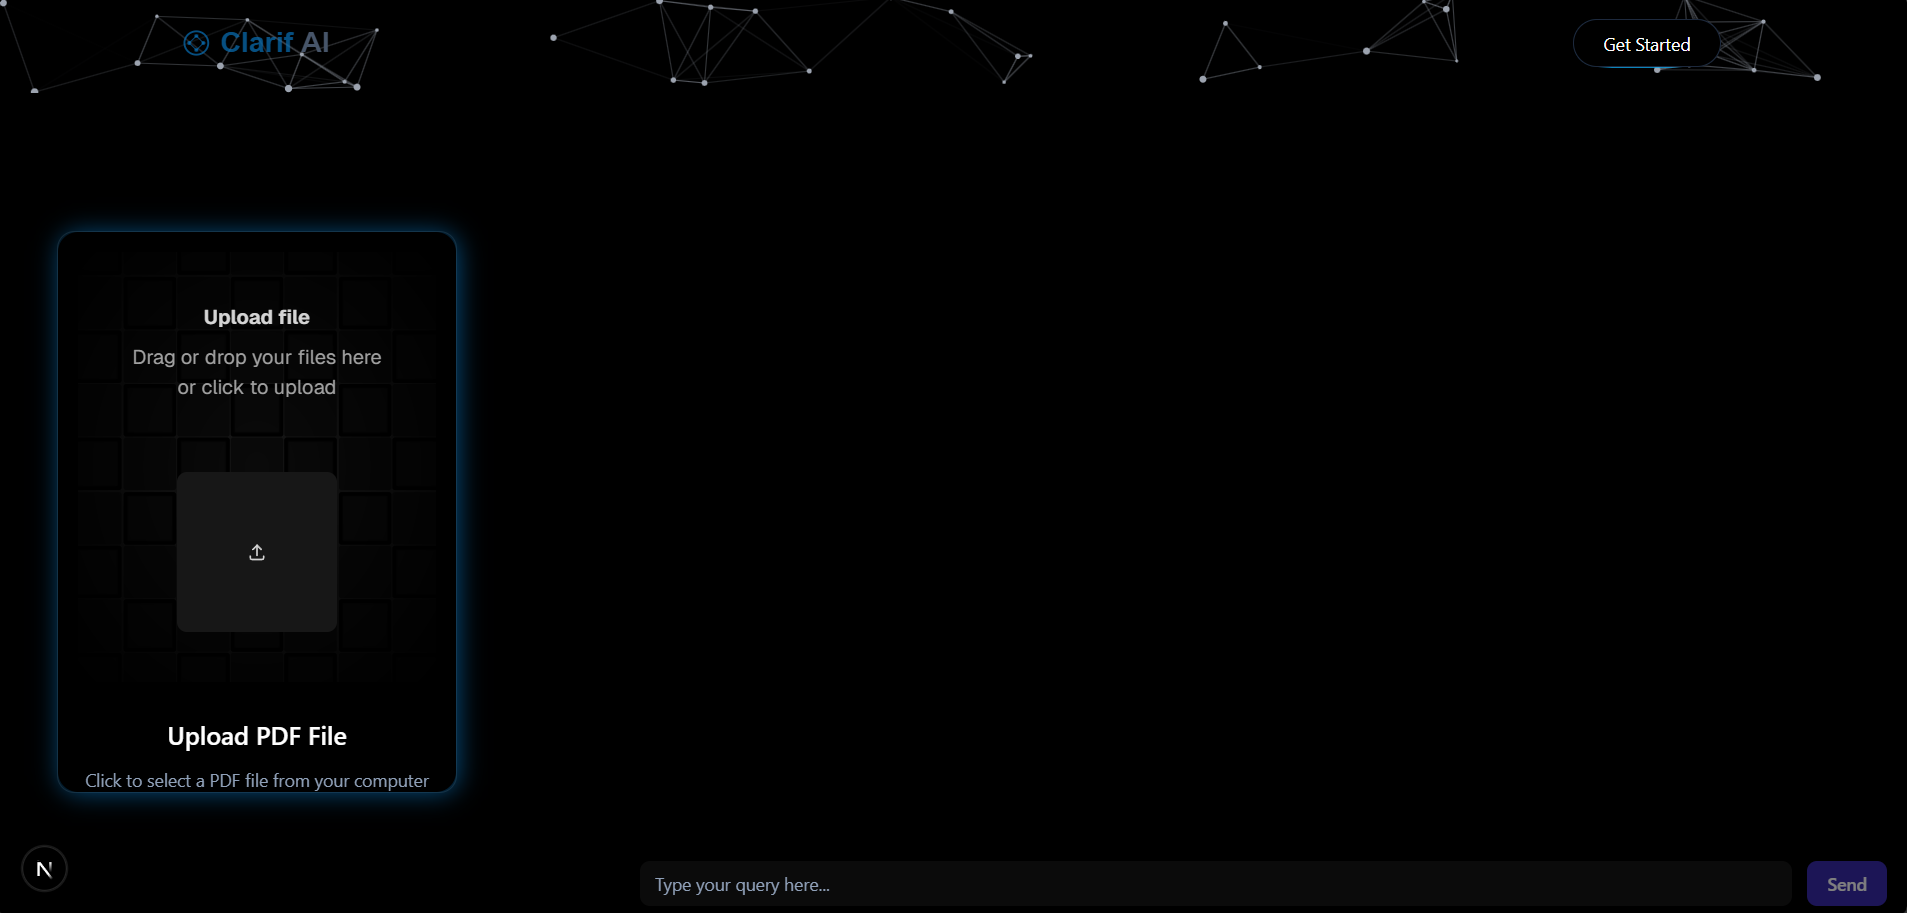 Clarif AI
Get Started
Upload file
Drag or drop your files here
or click to upload
Upload PDF File
Click to select a PDF file from your computer
N
Type your query here...
Send